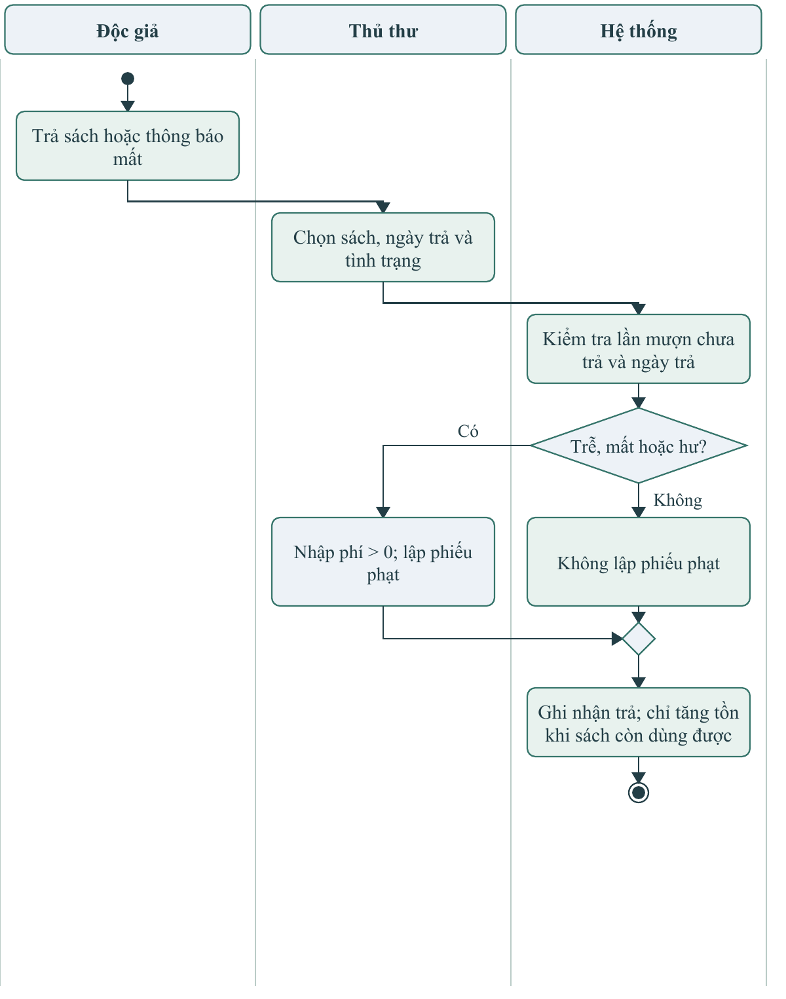 Độc giả
Thủ thư
Hệ thống
Trả sách hoặc thông báo
mất
Chọn sách, ngày trả và
tình trạng
Kiểm tra lần mượn chưa
trả và ngày trả
Trễ, mất hoặc hư?
Có
Không
Nhập phí > 0; lập phiếu
phạt
Không lập phiếu phạt
Ghi nhận trả; chỉ tăng tồn
khi sách còn dùng được